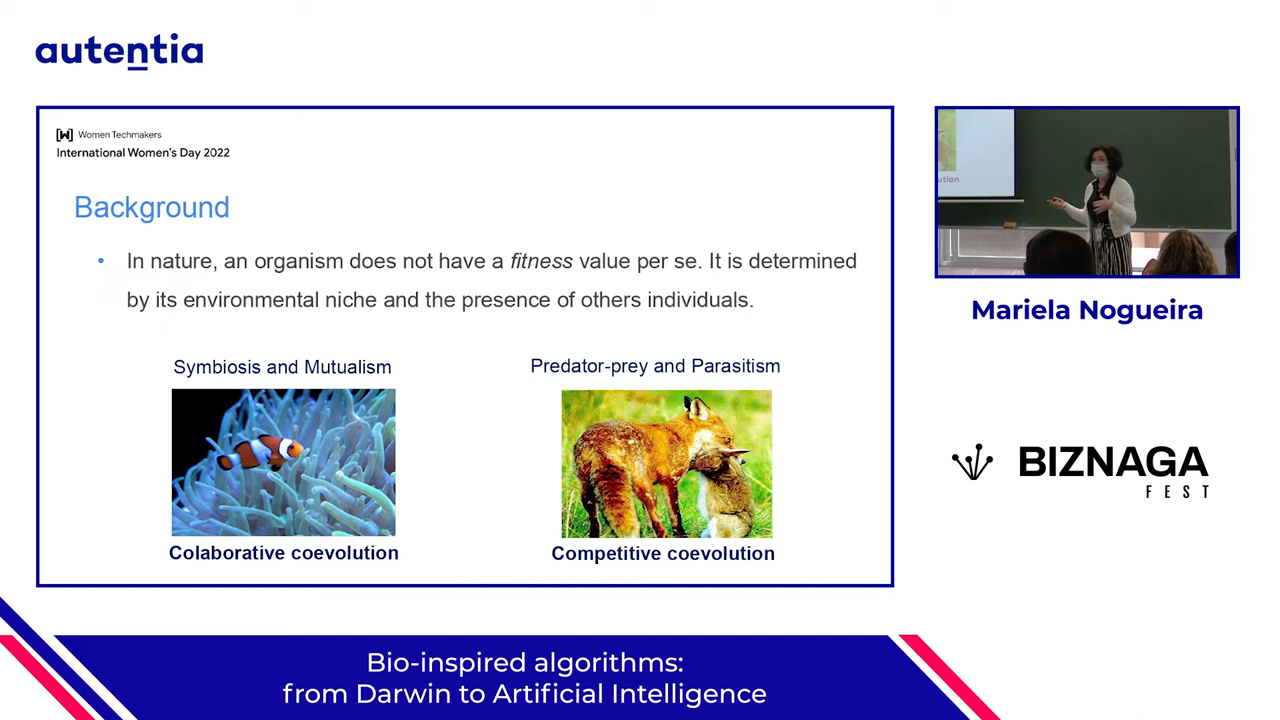 autentia
[W] Women Techmakers
International Women's Day 2022
Background
• In nature, an organism does not have a fitness value per se. It is determined
by its environmental niche and the presence of others individuals.
Symbiosis and Mutualism
Predator-prey and Parasitism
Colaborative coevolution
Competitive coevolution
ution
Mariela Nogueira
BIZNAGA
FEST
Bio-inspired algorithms:
from Darwin to Artificial Intelligence